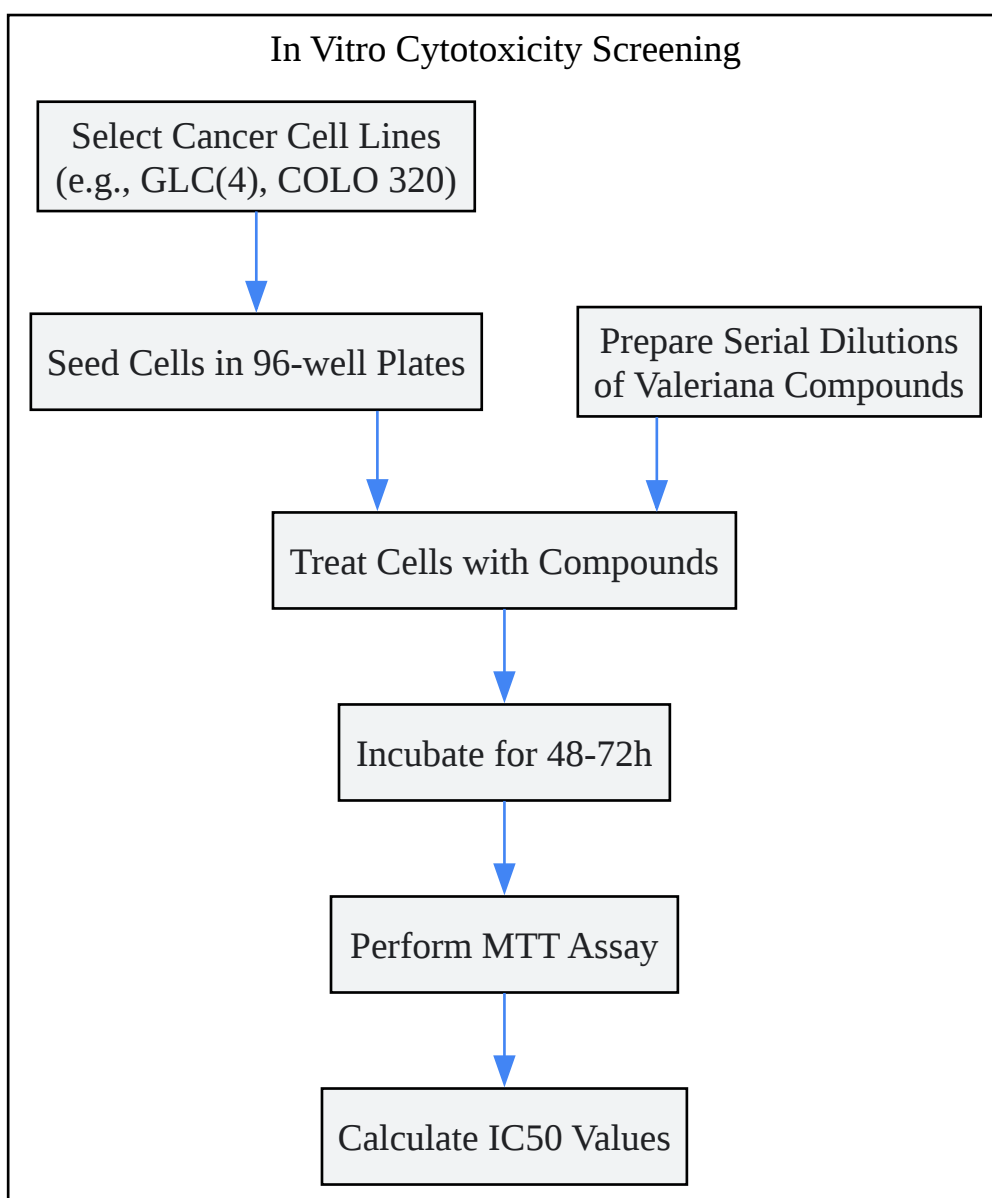 In Vitro Cytotoxicity Screening
Select Cancer Cell Lines
(e.g., GLC(4), COLO 320)
Seed Cells in 96-well Plates
Prepare Serial Dilutions
of Valeriana Compounds
Treat Cells with Compounds
Incubate for 48-72h
Perform MTT Assay
Calculate IC50 Values